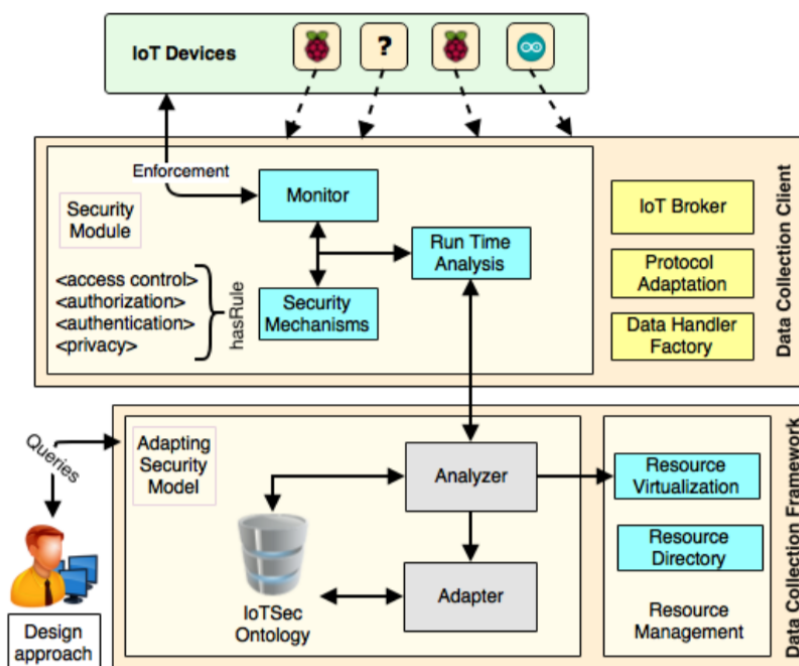 IoT Devices
?
Enforcement
Monitor
Security
Module
Run Time
Analysis
<access control>
<authorization>
<authentication>
<privacy>
hasRule
Security
Mechanisms
IoT Broker
Protocol
Adaptation
Data Handler
Factory
Data Collection Client
Queries
Adapting
Security
Model
Analyzer
Resource
Virtualization
Resource
Directory
Adapter
IoTSec
Ontology
Resource
Management
Data Collection Framework
Design
approach